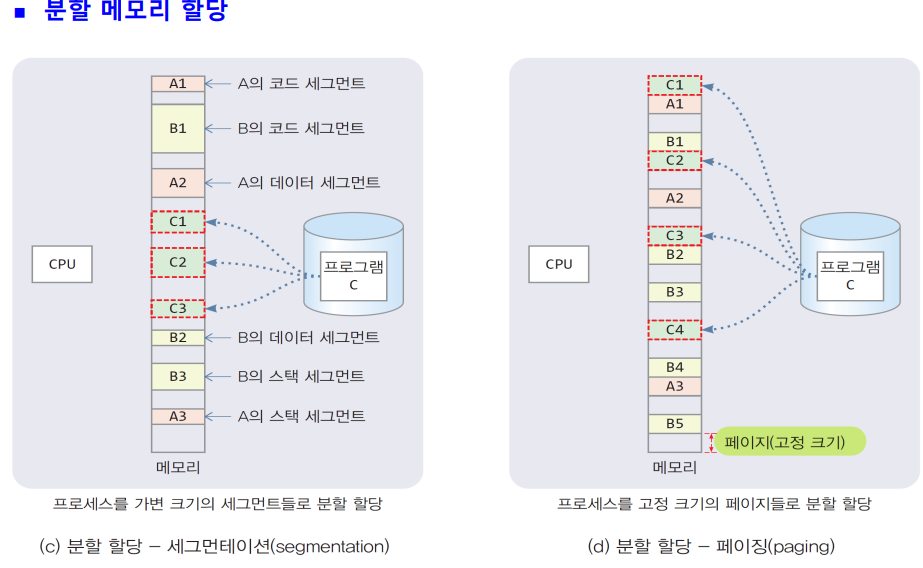 ▪ 분할 메모리 할당
A1
A의 코드 세그먼트
B1
B의 코드 세그먼트
A2
A의 데이터 세그먼트
C1
C2
C3
CPU
프로그램
C
B2
B의 데이터 세그먼트
B3
B의 스택 세그먼트
A3
A의 스택 세그먼트
메모리
프로세스를 가변 크기의 세그먼트들로 분할 할당
(c) 분할 할당 – 세그먼테이션(segmentation)
C1
A1
B1
C2
A2
C3
B2
B3
C4
B4
A3
B5
CPU
프로그램
C
페이지(고정 크기)
메모리
프로세스를 고정 크기의 페이지들로 분할 할당
(d) 분할 할당 – 페이징(paging)